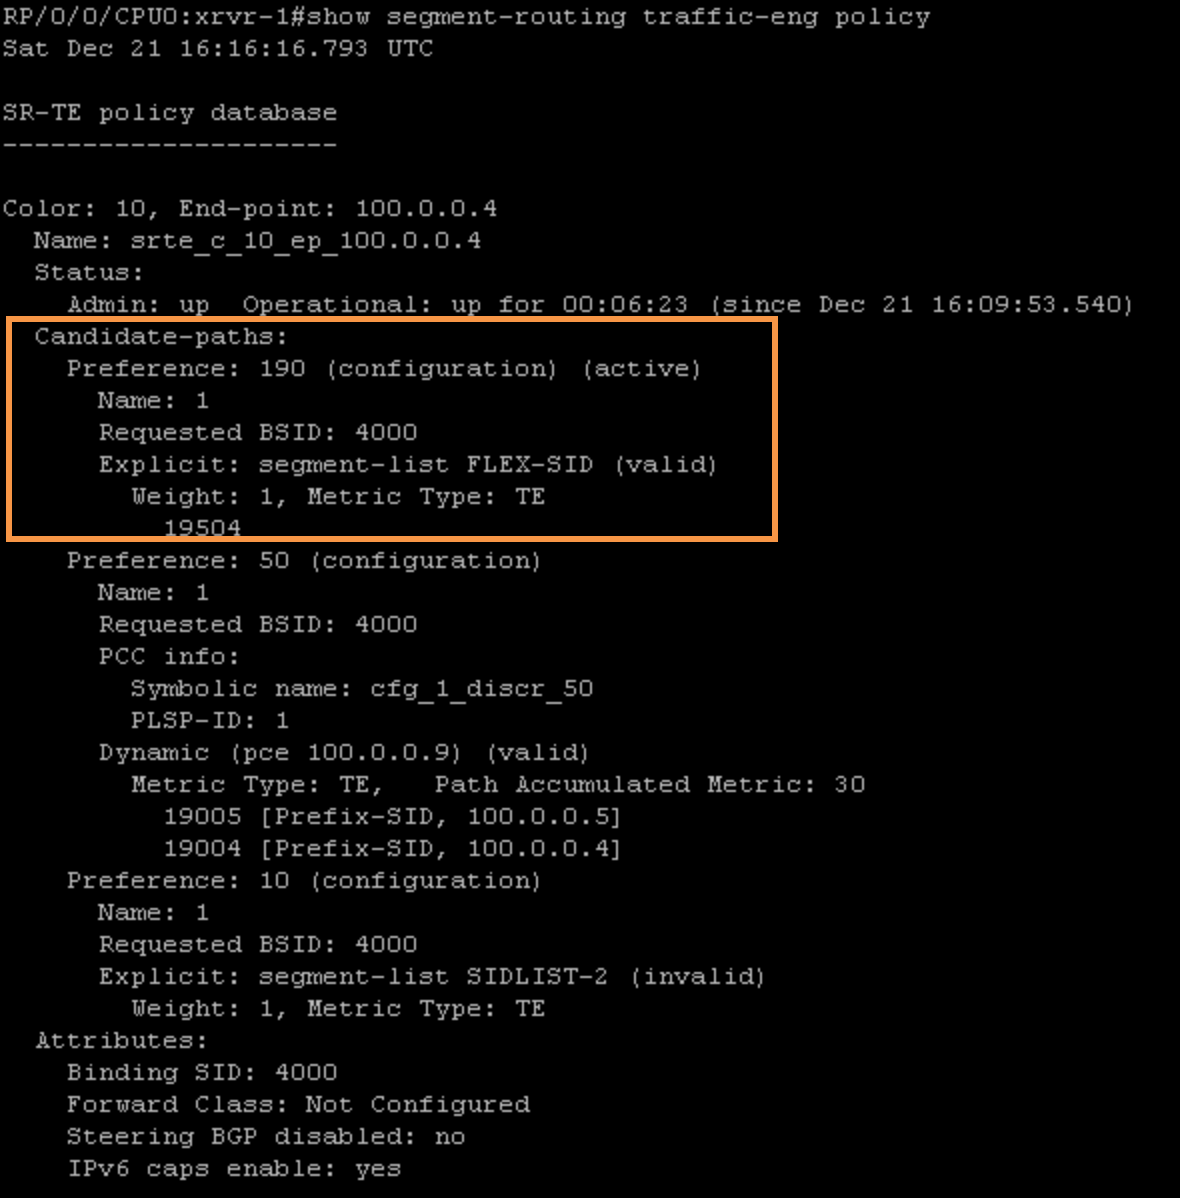 RP/0/0/CPU0:xrvr-1#show segment-routing traffic-eng policy
Sat Dec 21 16:16:16.793 UTC
SR-TE policy database
---------------------
Color: 10, End-point: 100.0.0.4
Name: srte_c_10_ep_100.0.0.4
Status:
Admin: up  Operational: up for 00:06:23 (since Dec 21 16:09:53.540)
Candidate-paths:
Preference: 190 (configuration) (active)
Name: 1
Requested BSID: 4000
Explicit: segment-list FLEX-SID (valid)
Weight: 1, Metric Type: TE
19504
Preference: 50 (configuration)
Name: 1
Requested BSID: 4000
PCC info:
Symbolic name: cfg_1_discr_50
PLSP-ID: 1
Dynamic (pce 100.0.0.9) (valid)
Metric Type: TE,   Path Accumulated Metric: 30
19005 [Prefix-SID, 100.0.0.5]
19004 [Prefix-SID, 100.0.0.4]
Preference: 10 (configuration)
Name: 1
Requested BSID: 4000
Explicit: segment-list SIDLIST-2 (invalid)
Weight: 1, Metric Type: TE
Attributes:
Binding SID: 4000
Forward Class: Not Configured
Steering BGP disabled: no
IPv6 caps enable: yes